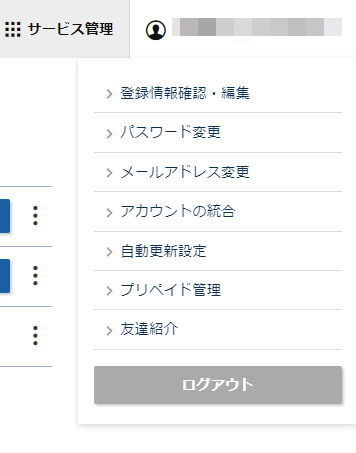 サービス管理
登録情報確認・編集
パスワード変更
メールアドレス変更
アカウントの統合
自動更新設定
プリペイド管理
友達紹介
ログアウト